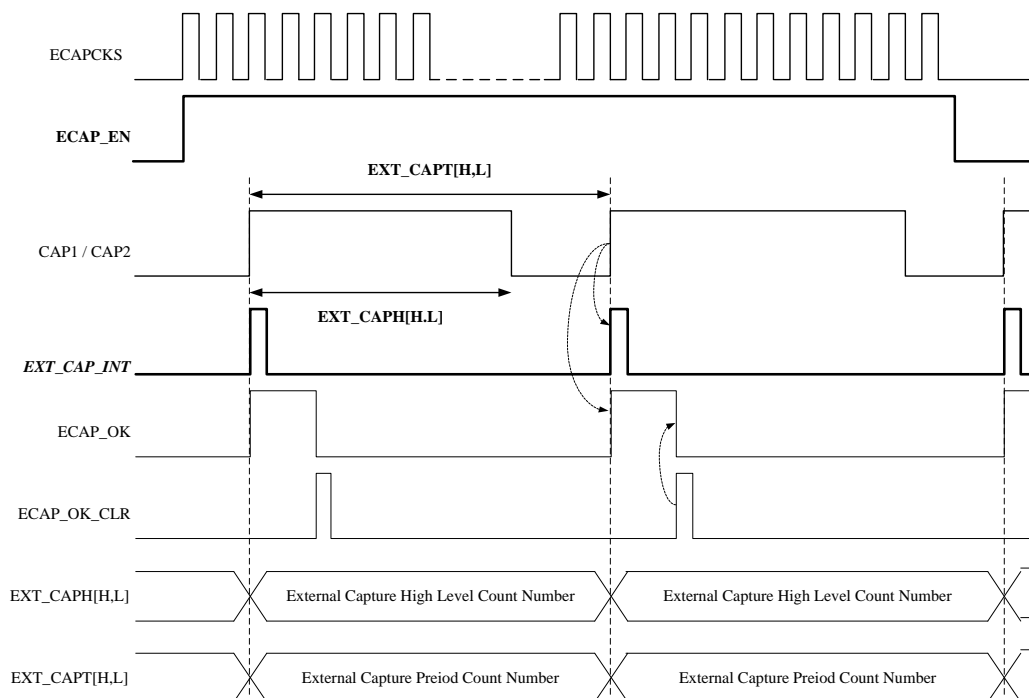 ECAPCKS
ECAP_EN
EXT_CAPT[H,L]
CAP1 / CAP2
EXT_CAPH[H.L]
EXT_CAP_INT
ECAP_OK
ECAP_OK_CLR
EXT_CAPH[H,L] External Capture High Level Count Number External Capture High Level Count Number
EXT_CAPT[H,L] External Capture Preiod Count Number External Capture Preiod Count Number